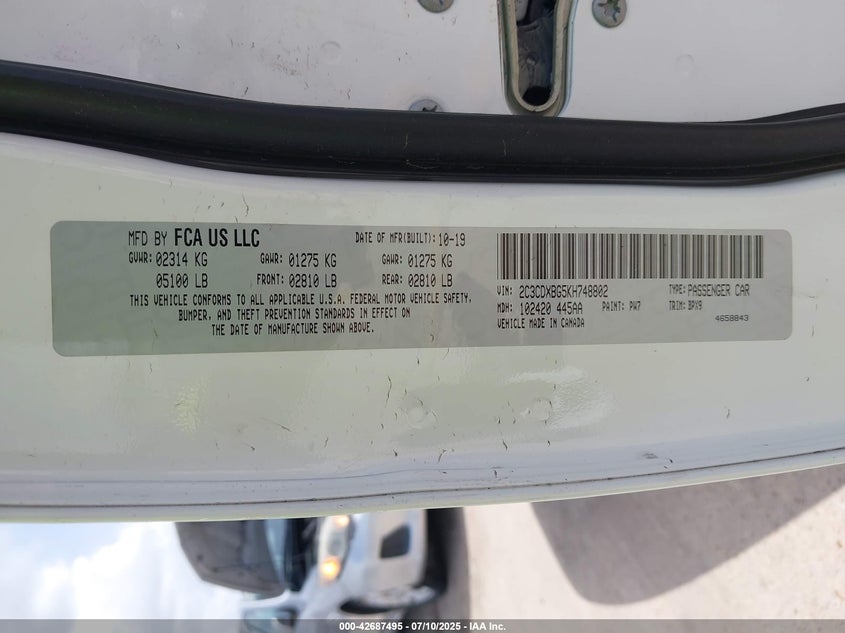 MFD BY FCA US LLC DATE OF MFR(BUILT): 10-19
GVWR: 02314 KG GAWR: 01275 KG GAWR: 01275 KG
05100 LB FRONT: 02810 LB REAR: 02810 LB
THIS VEHICLE CONFORMS TO ALL APPLICABLE U.S.A. FEDERAL MOTOR VEHICLE SAFETY,
BUMPER, AND THEFT PREVENTION STANDARDS IN EFFECT ON
THE DATE OF MANUFACTURE SHOWN ABOVE.
VIN: 2C3CDXBG5KH748802 TYPE: PASSENGER CAR
MDH: 102420 445AA PAINT: PW7 TRIM: BPX9
VEHICLE MADE IN CANADA 4658843
000-42687495 - 07/10/2025 - IAA Inc.